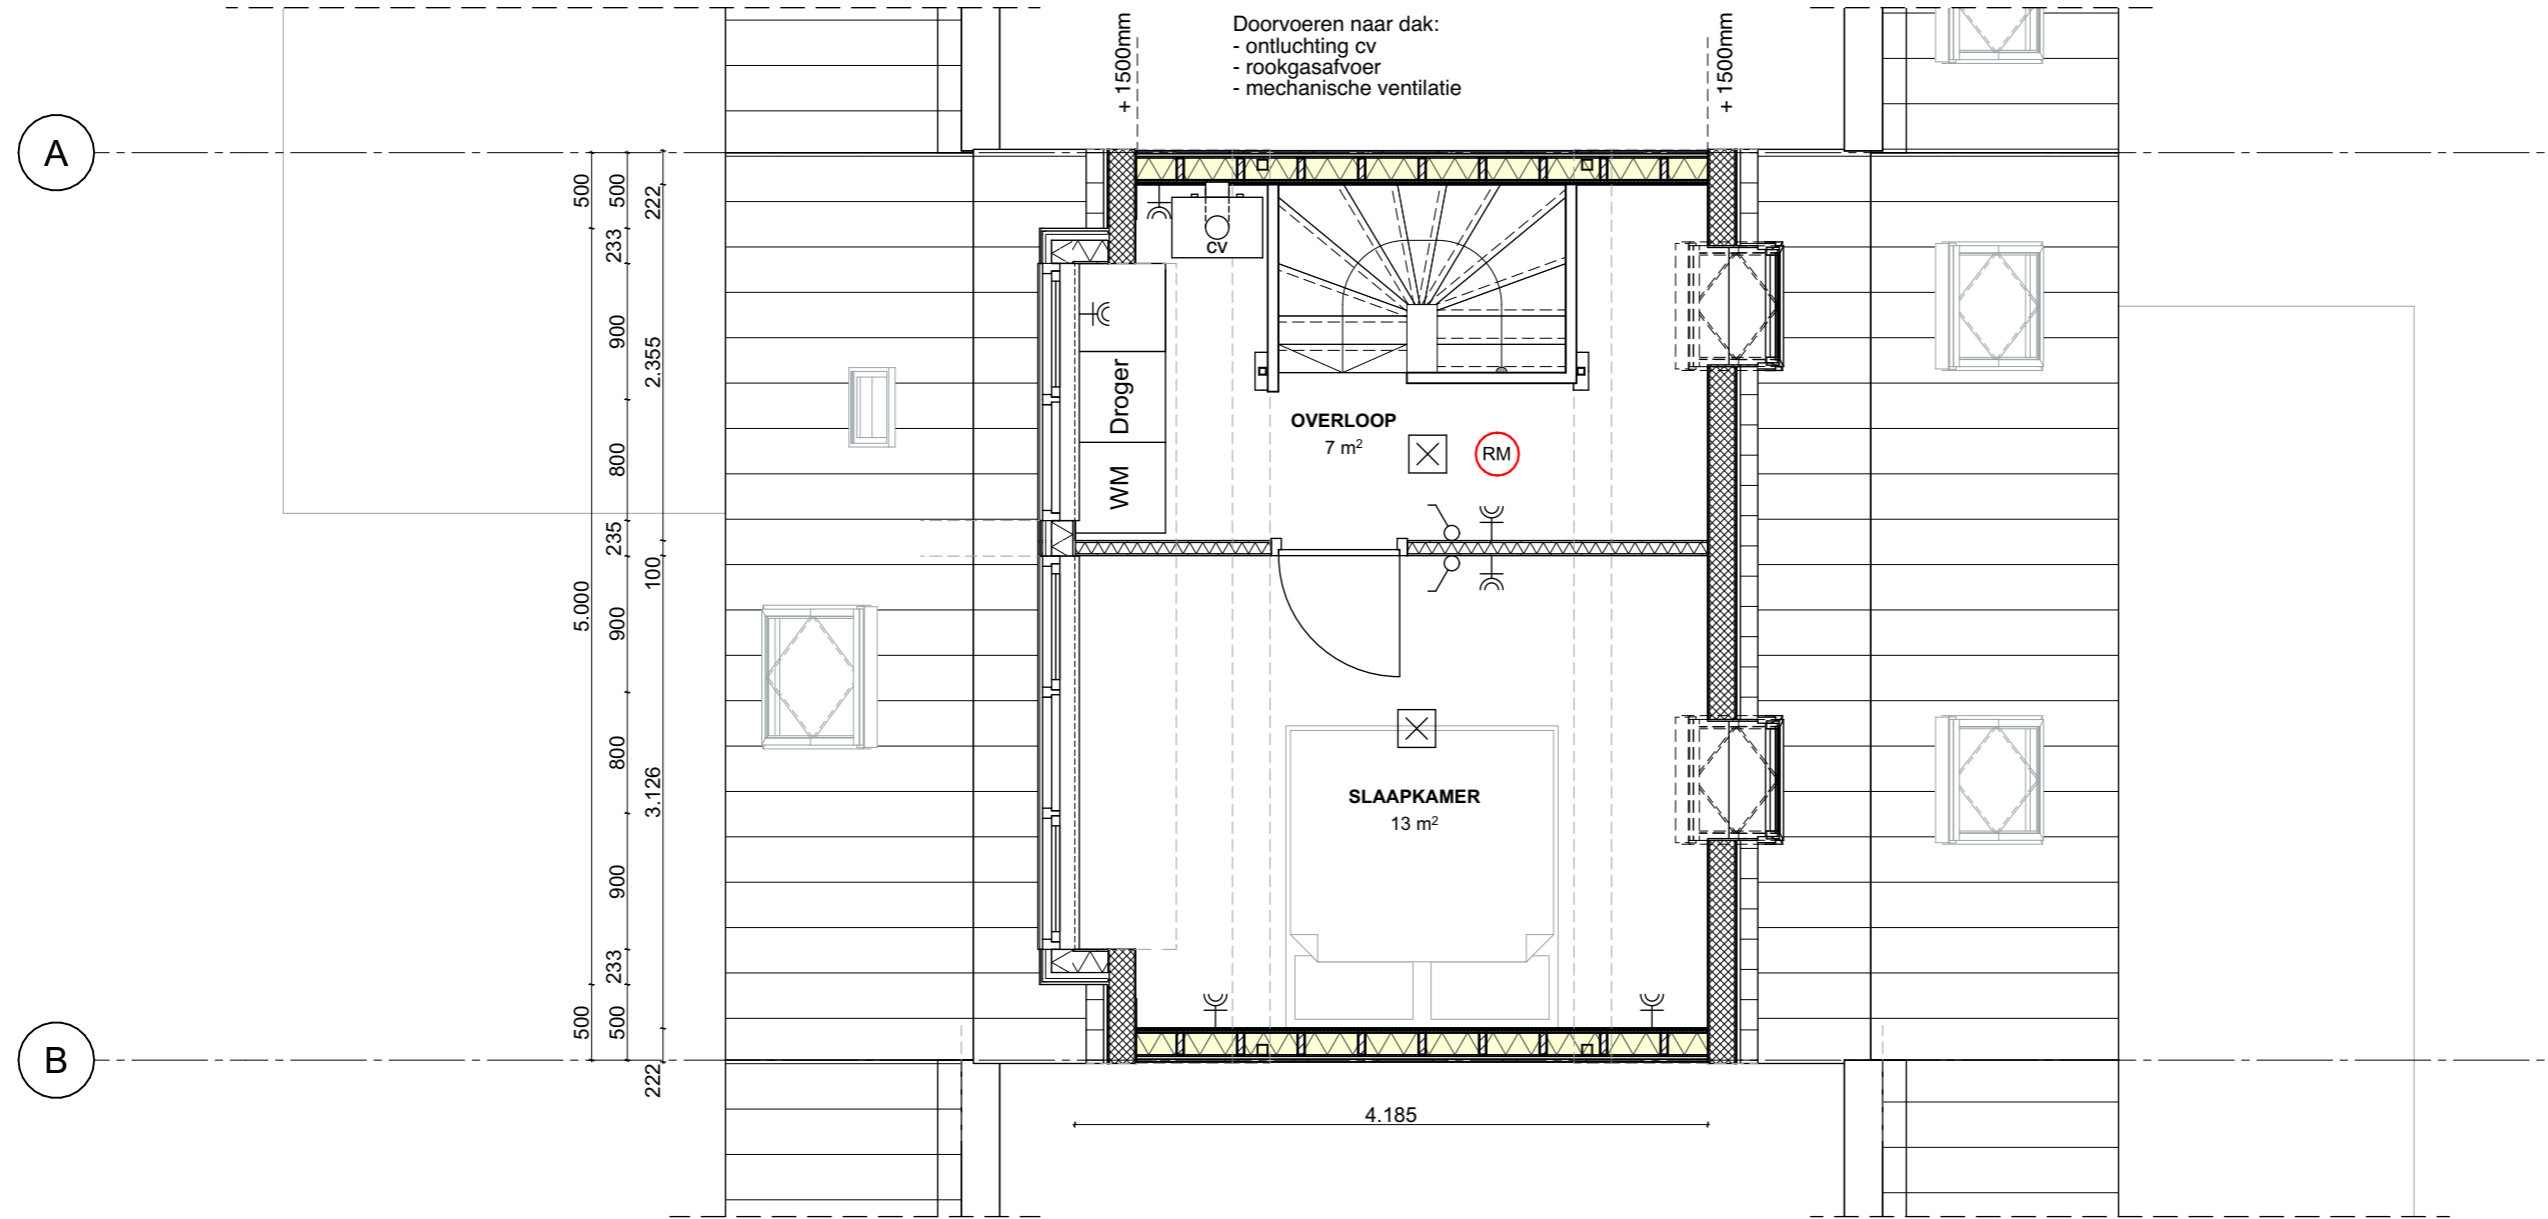 Doorvoeren naar dak:
- ontluchting cv
- rookgasafvoer
- mechanische ventilatie
+ 1500mm
+ 1500mm
A
500
500
222
233
CV
900
2.355
Droger
OVERLOOP
7 m²
RM
800
WM
235
100
5.000
900
800
3.126
SLAAPKAMER
13 m²
900
233
500
500
B
222
4.185